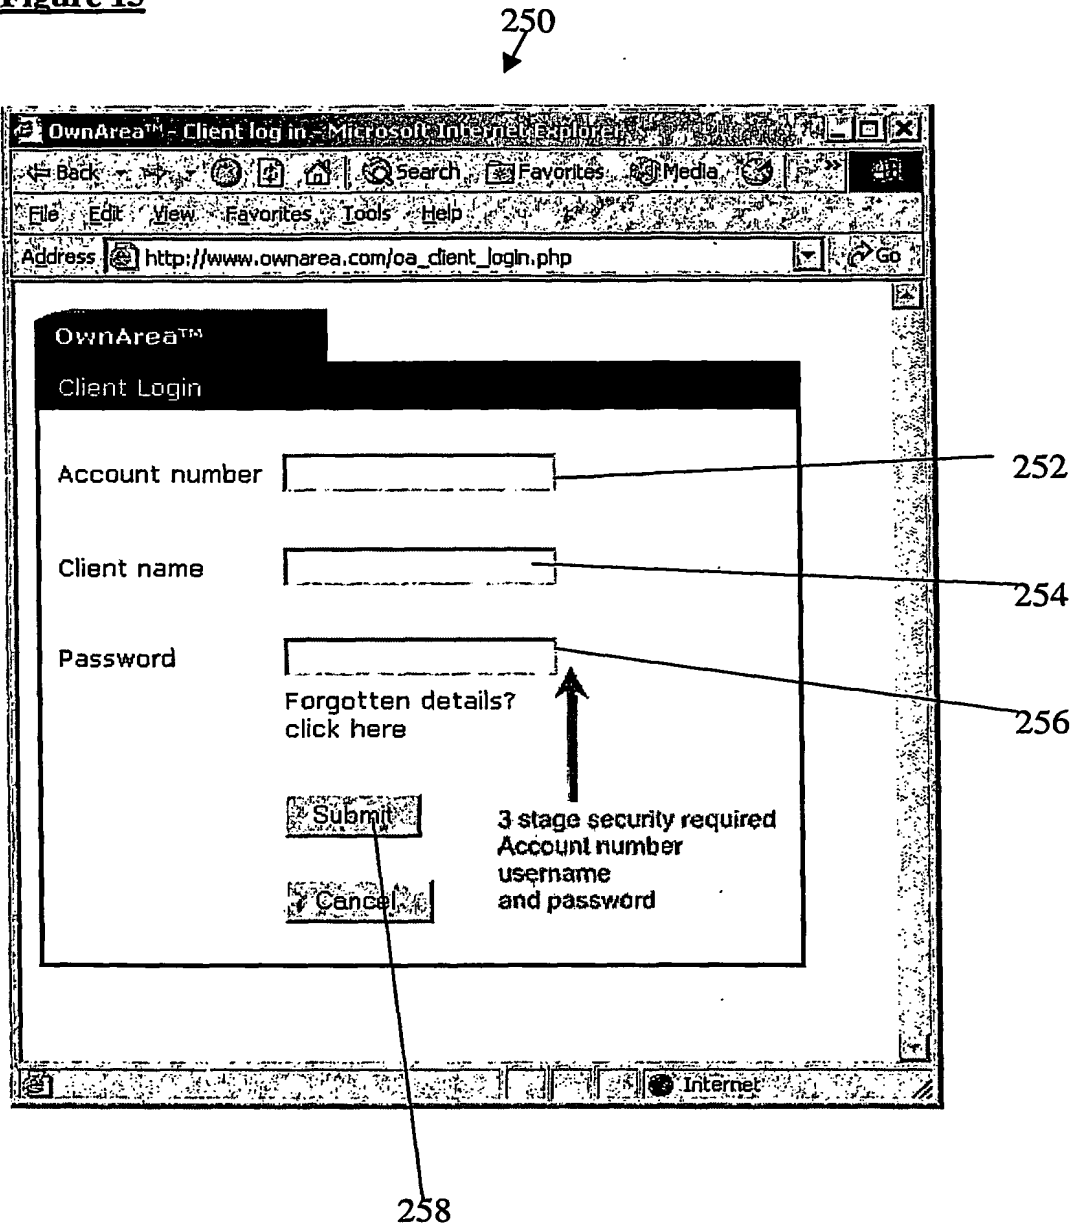 Figure 13
250
OwnArea™ - Client log in - Microsoft Internet Explorer
Back Search Favorites Media »
File Edit View Favorites Tools Help
Address http://www.ownarea.com/oa_client_login.php Go
OwnArea™
Client Login
Account number
252
Client name
254
Password
256
Forgotten details?
click here
Submit
3 stage security required
Account number
username
and password
Cancel
Internet
258